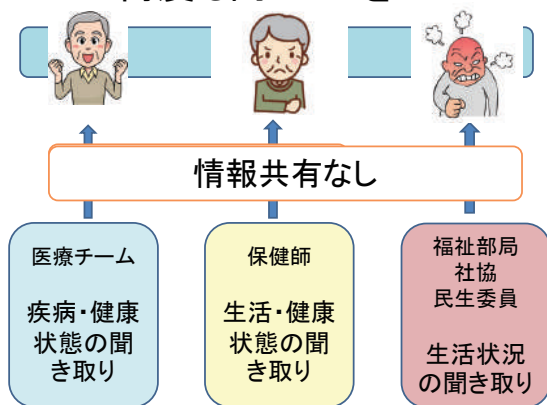 情報共有なし
医療チーム
疾病・健康
状態の聞
き取り
保健師
生活・健康
状態の聞
き取り
福祉部局
社協
民生委員
生活状況
の聞き取り